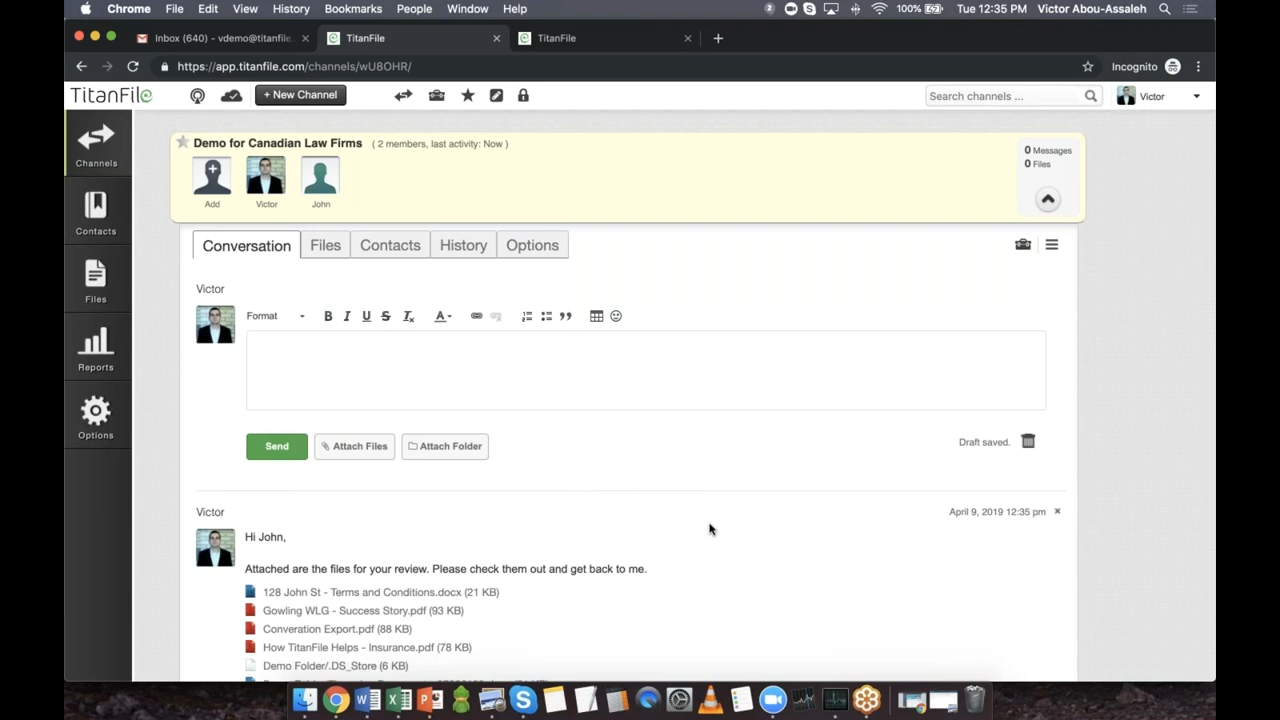 Chrome File Edit View History Bookmarks People Window Help 100% Tue 12:35 PM Victor Abou-Assaleh
Inbox (640) - vdemo@titanfile. TitanFile TitanFile
https://app.titanfile.com/channels/wU8OHR/ Incognito
TitanFile + New Channel Search channels ... Victor
Channels
Contacts
Files
Reports
Options
Demo for Canadian Law Firms ( 2 members, last activity: Now )
0 Messages
0 Files
Add Victor John
Conversation Files Contacts History Options
Victor
Format B I U S Tx A
Send Attach Files Attach Folder Draft saved.
Victor April 9, 2019 12:35 pm
Hi John,
Attached are the files for your review. Please check them out and get back to me.
128 John St - Terms and Conditions.docx (21 KB)
Gowling WLG - Success Story.pdf (93 KB)
Converation Export.pdf (88 KB)
How TitanFile Helps - Insurance.pdf (78 KB)
Demo Folder/.DS_Store (6 KB)